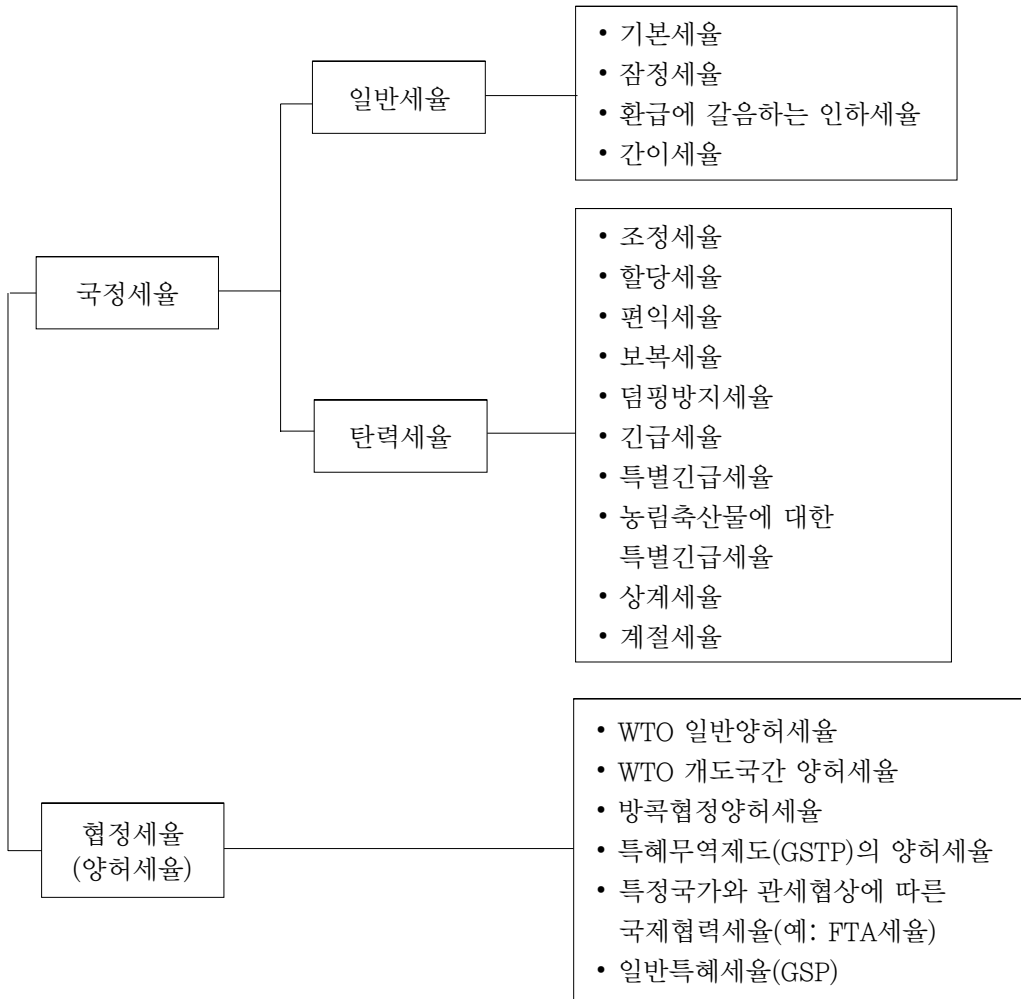 국정세율
일반세율
• 기본세율
• 잠정세율
• 환급에 갈음하는 인하세율
• 간이세율
탄력세율
• 조정세율
• 할당세율
• 편익세율
• 보복세율
• 덤핑방지세율
• 긴급세율
• 특별긴급세율
• 농림축산물에 대한
특별긴급세율
• 상계세율
• 계절세율
협정세율
(양허세율)
• WTO 일반양허세율
• WTO 개도국간 양허세율
• 방콕협정양허세율
• 특혜무역제도(GSTP)의 양허세율
• 특정국가와 관세협상에 따른
국제협력세율(예: FTA세율)
• 일반특혜세율(GSP)